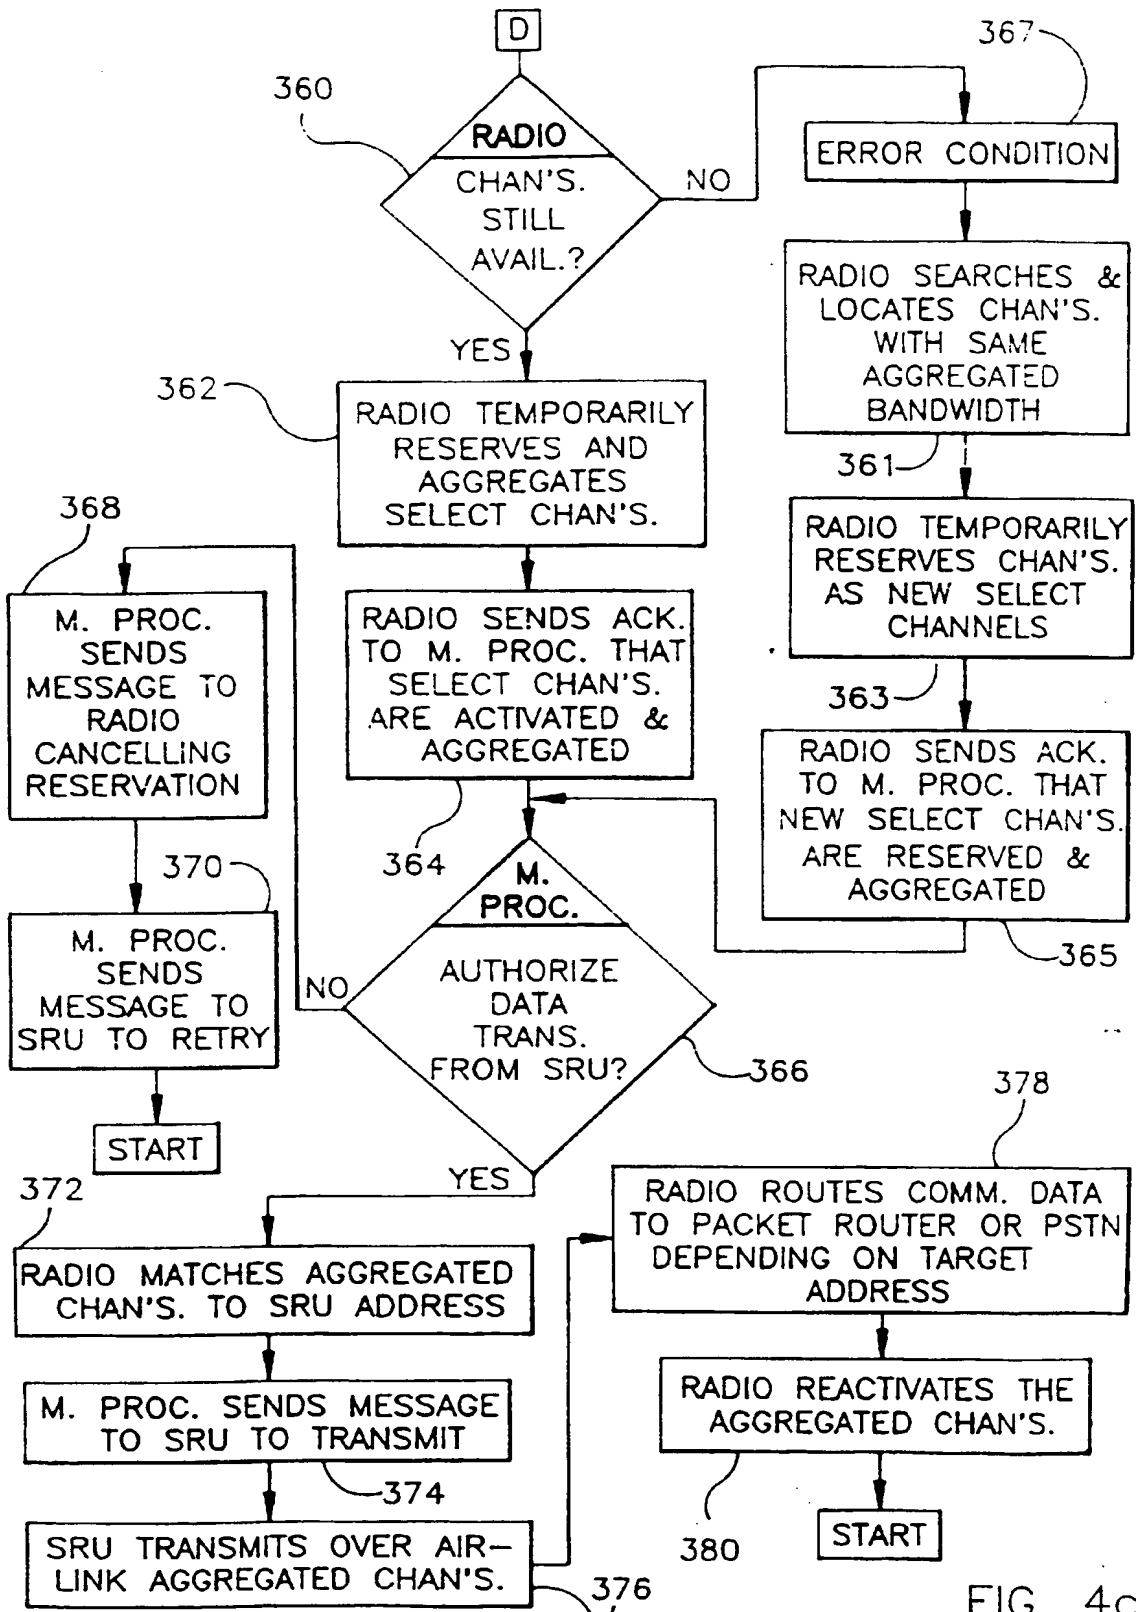 D
360
RADIO
CHAN'S.
STILL
AVAIL.?
NO
YES
367
ERROR CONDITION
RADIO SEARCHES &
LOCATES CHAN'S.
WITH SAME
AGGREGATED
BANDWIDTH
361
RADIO TEMPORARILY
RESERVES CHAN'S.
AS NEW SELECT
CHANNELS
363
RADIO SENDS ACK.
TO M. PROC. THAT
NEW SELECT CHAN'S.
ARE RESERVED &
AGGREGATED
365
362
RADIO TEMPORARILY
RESERVES AND
AGGREGATES
SELECT CHAN'S.
RADIO SENDS ACK.
TO M. PROC. THAT
SELECT CHAN'S.
ARE ACTIVATED &
AGGREGATED
364
M.
PROC.
AUTHORIZE
DATA
TRANS.
FROM SRU?
366
NO
YES
368
M. PROC.
SENDS
MESSAGE TO
RADIO
CANCELLING
RESERVATION
370
M. PROC.
SENDS
MESSAGE TO
SRU TO RETRY
START
372
RADIO MATCHES AGGREGATED
CHAN'S. TO SRU ADDRESS
M. PROC. SENDS MESSAGE
TO SRU TO TRANSMIT
374
SRU TRANSMITS OVER AIR-
LINK AGGREGATED CHAN'S.
376
378
RADIO ROUTES COMM. DATA
TO PACKET ROUTER OR PSTN
DEPENDING ON TARGET
ADDRESS
RADIO REACTIVATES THE
AGGREGATED CHAN'S.
380
START
FIG. 4c